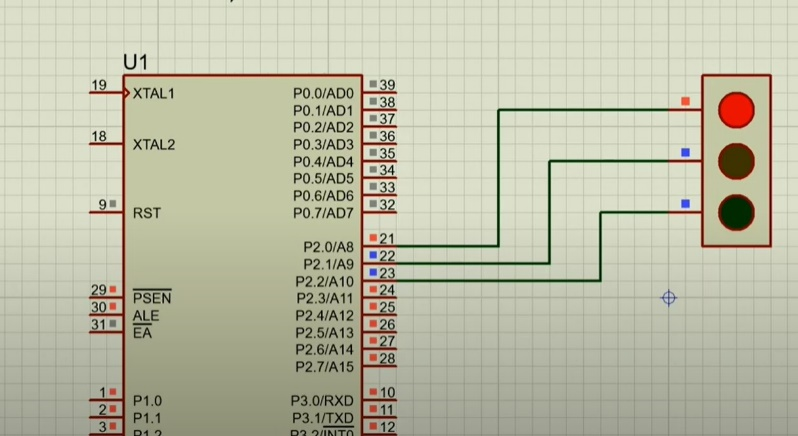 U1
19 XTAL1 P0.0/AD0 39
P0.1/AD1 38
P0.2/AD2 37
18 XTAL2 P0.3/AD3 36
P0.4/AD4 35
P0.5/AD5 34
P0.6/AD6 33
9 RST P0.7/AD7 32
P2.0/A8 21
P2.1/A9 22
P2.2/A10 23
29 PSEN P2.3/A11 24
30 ALE P2.4/A12 25
31 EA P2.5/A13 26
P2.6/A14 27
P2.7/A15 28
1 P1.0 P3.0/RXD 10
2 P1.1 P3.1/TXD 11
3 P1.2 P3.2/INT0 12